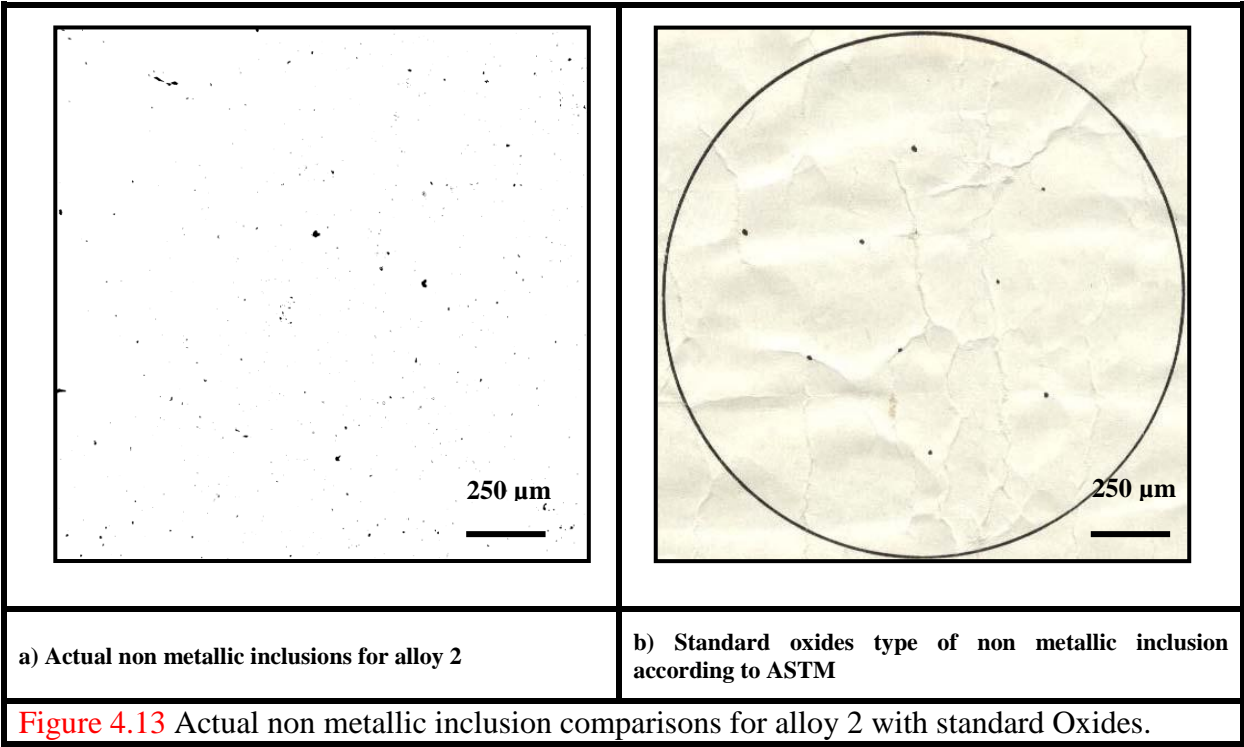 250 µm
250 µm
a) Actual non metallic inclusions for alloy 2
b) Standard oxides type of non metallic inclusion
according to ASTM
Figure 4.13 Actual non metallic inclusion comparisons for alloy 2 with standard Oxides.